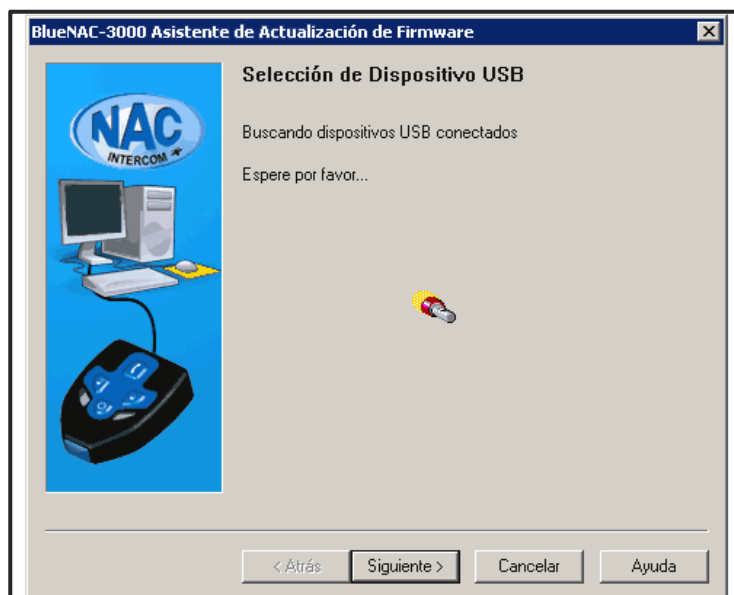 BlueNAC-3000 Asistente de Actualización de Firmware
Selección de Dispositivo USB
NAC
INTERCOM
Buscando dispositivos USB conectados
Espere por favor...
< Atrás
Siguiente >
Cancelar
Ayuda